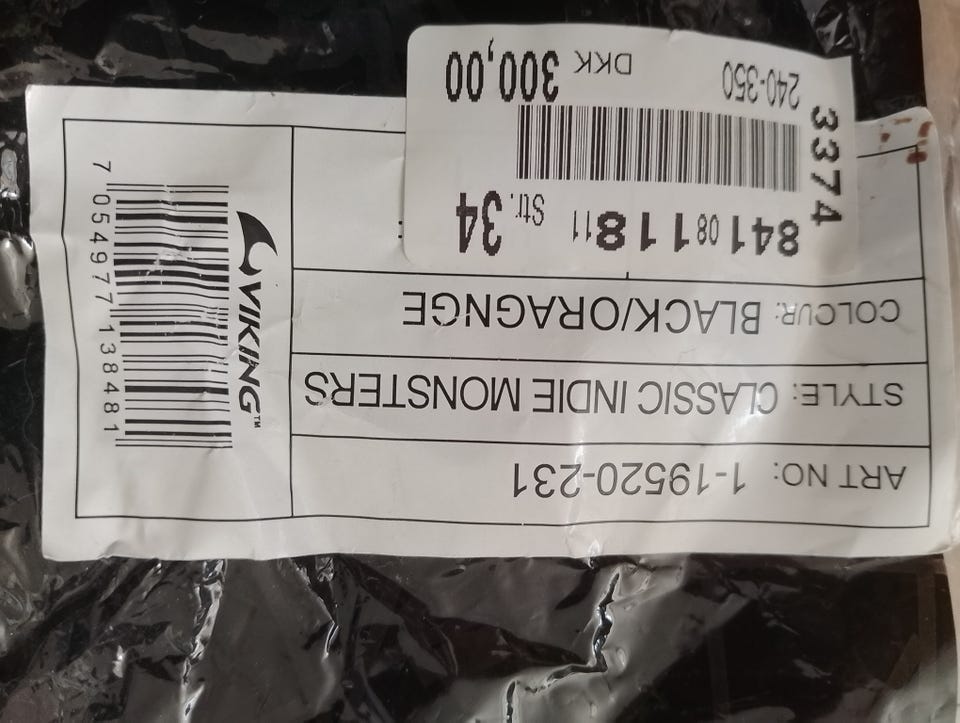 ART NO: 1-19520-231
STYLE: CLASSIC INDIE MONSTERS
COLOUR: BLACK/ORAGNGE
VIKING™
7 054977 138481
841 08 118 11 Str. 34
3374
240-350 DKK 300,00